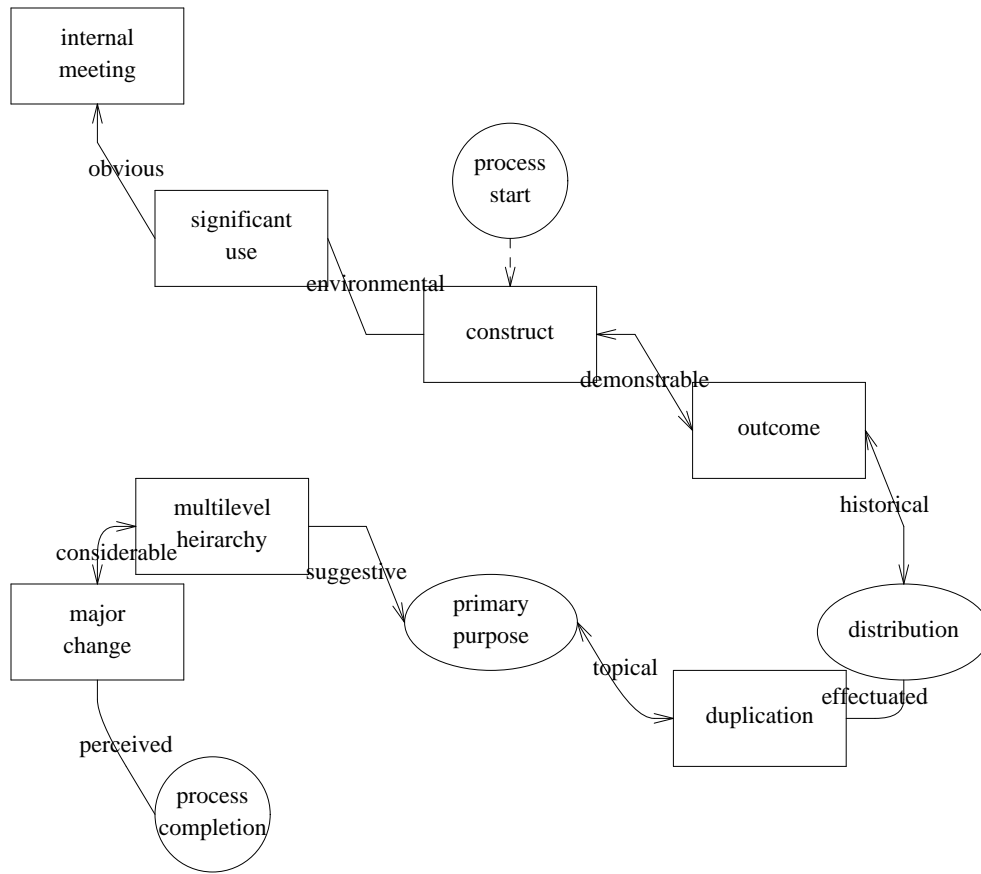 internal
meeting
obvious
process
start
significant
use
environmental
construct
demonstrable
outcome
historical
multilevel
heirarchy
considerable
suggestive
primary
purpose
major
change
distribution
topical
effectuated
duplication
perceived
process
completion